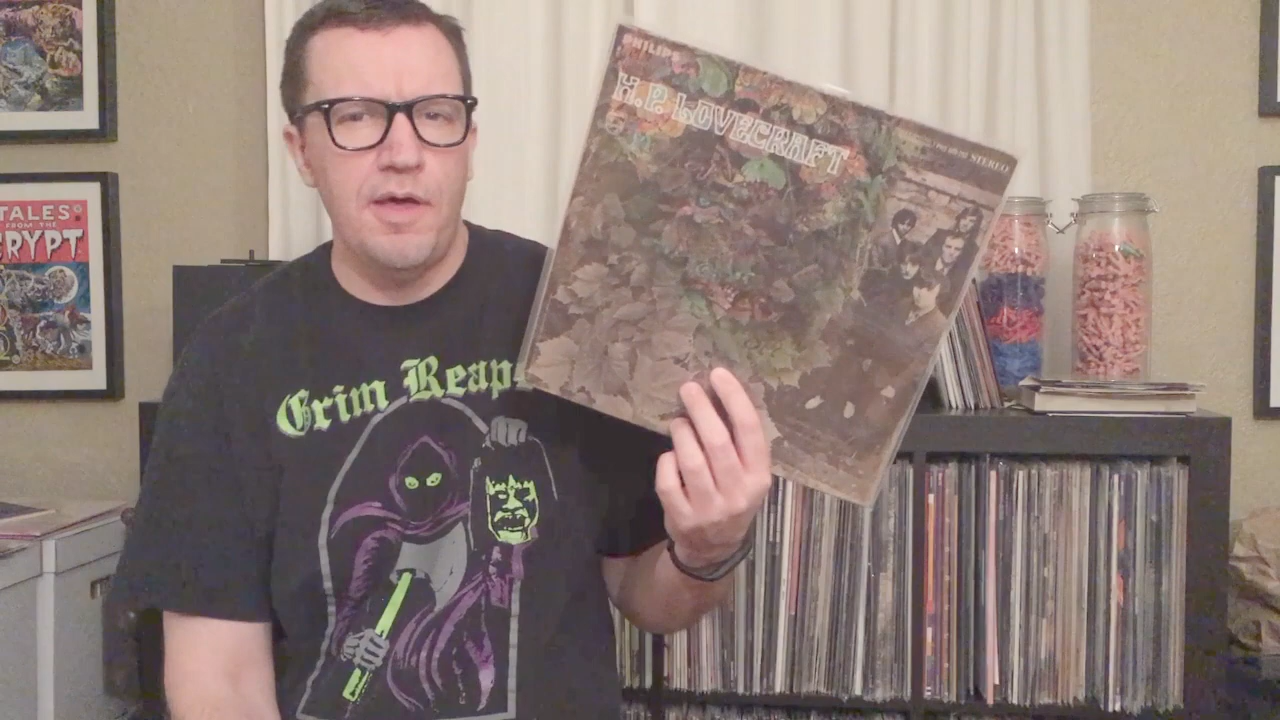 TALES
FROM THE
CRYPT
Grim Reap
PHILIPS
H.P. LOVECRAFT
STEREO